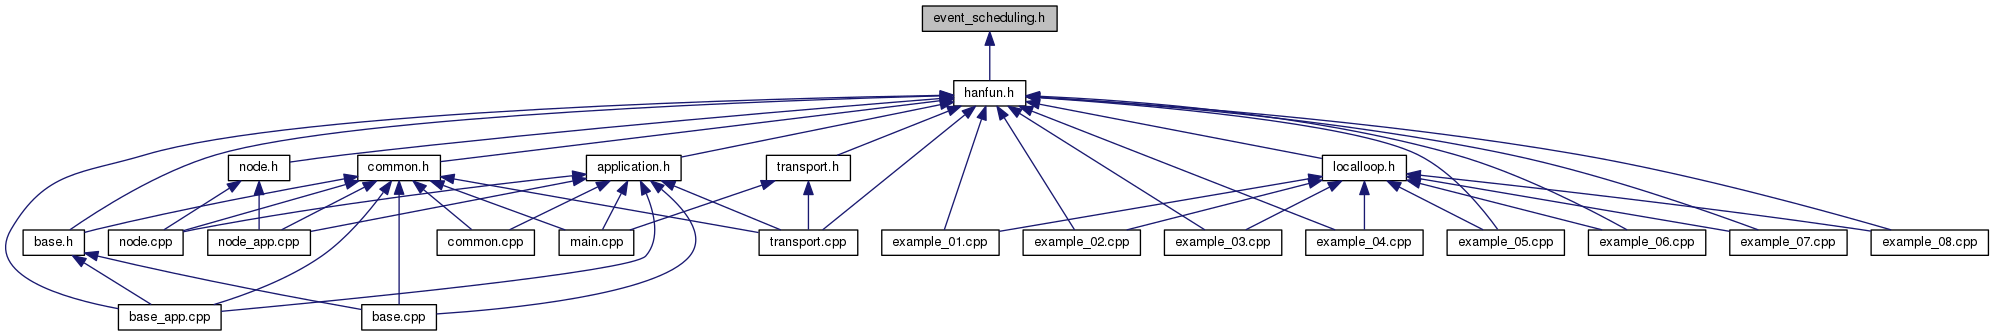 event_scheduling.h
hanfun.h
node.h
common.h
application.h
transport.h
localloop.h
base.h
node.cpp
node_app.cpp
common.cpp
main.cpp
transport.cpp
example_01.cpp
example_02.cpp
example_03.cpp
example_04.cpp
example_05.cpp
example_06.cpp
example_07.cpp
example_08.cpp
base_app.cpp
base.cpp